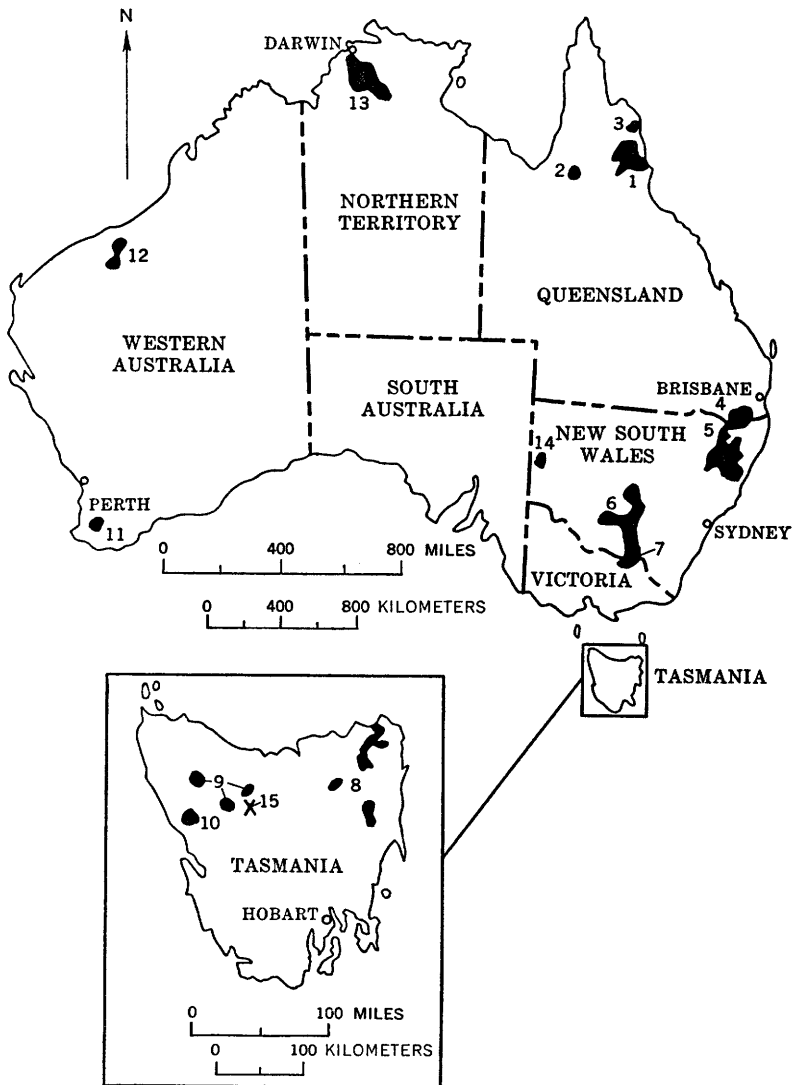 N
DARWIN
13
3
2
1
NORTHERN
TERRITORY
12
QUEENSLAND
WESTERN
AUSTRALIA
SOUTH
AUSTRALIA
BRISBANE
4
5
NEW SOUTH
WALES
14
PERTH
11
6
SYDNEY
7
0 400 800 MILES
VICTORIA
0 400 800 KILOMETERS
TASMANIA
9
8
15
10
TASMANIA
HOBART
0 100 MILES
0 100 KILOMETERS